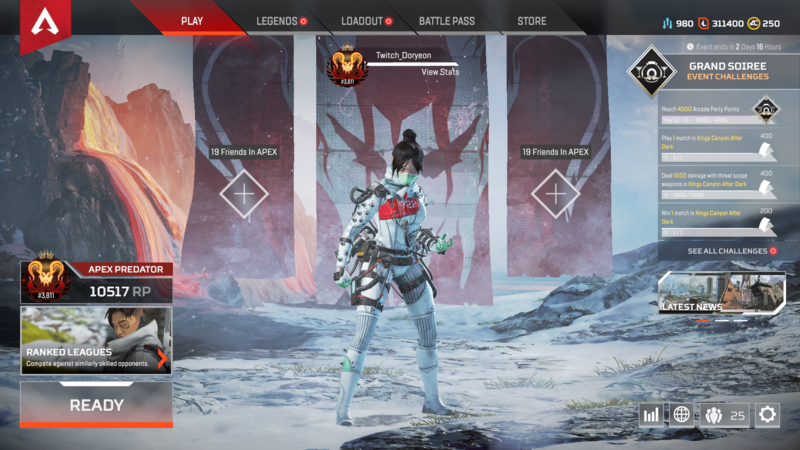 PLAY
LEGENDS
LOADOUT
BATTLE PASS
STORE
980
311400
250
Event ends in 2 Days 16 Hours
GRAND SOIREE
EVENT CHALLENGES
Reach 4000 Arcade Party Points
Play 1 match in Kings Canyon After
Dark
400
Deal 1000 damage with threat scope
weapons in Kings Canyon After Dark
400
Win 1 match in Kings Canyon After
Dark
200
SEE ALL CHALLENGES
LATEST NEWS
#3,811
Twitch_Doryeon
View Stats
19 Friends In APEX
19 Friends In APEX
#3,811
APEX PREDATOR
10517 RP
RANKED LEAGUES
Compete against similarly skilled opponents.
READY
25